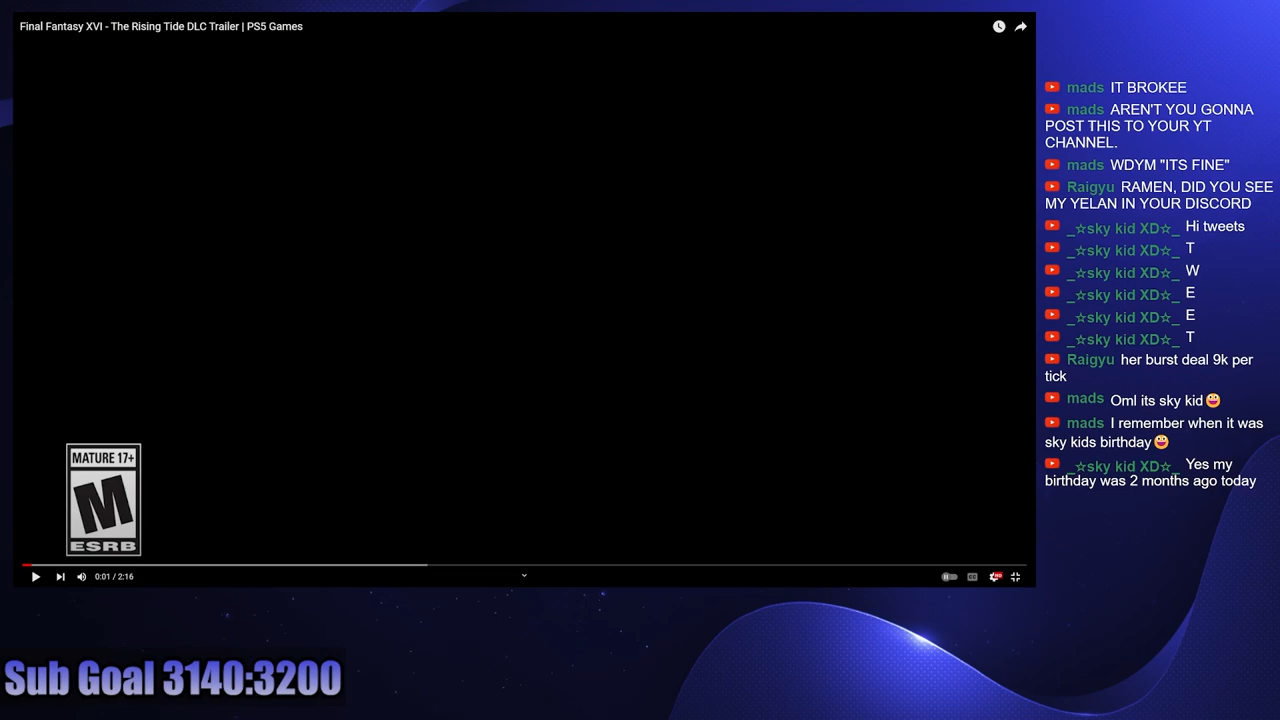 Final Fantasy XVI - The Rising Tide DLC Trailer | PS5 Games
mads IT BROKEE
mads AREN'T YOU GONNA
POST THIS TO YOUR YT
CHANNEL.
mads WDYM "ITS FINE"
Raigyu RAMEN, DID YOU SEE
MY YELAN IN YOUR DISCORD
_☆sky kid XD☆_ Hi tweets
_☆sky kid XD☆_ T
_☆sky kid XD☆_ W
_☆sky kid XD☆_ E
_☆sky kid XD☆_ E
_☆sky kid XD☆_ T
Raigyu her burst deal 9k per
tick
mads Oml its sky kid😀
mads I remember when it was
sky kids birthday😀
_☆sky kid XD☆_ Yes my
birthday was 2 months ago today
MATURE 17+
M
ESRB
0:01 / 2:16
CC
HD
Sub Goal 3140:3200